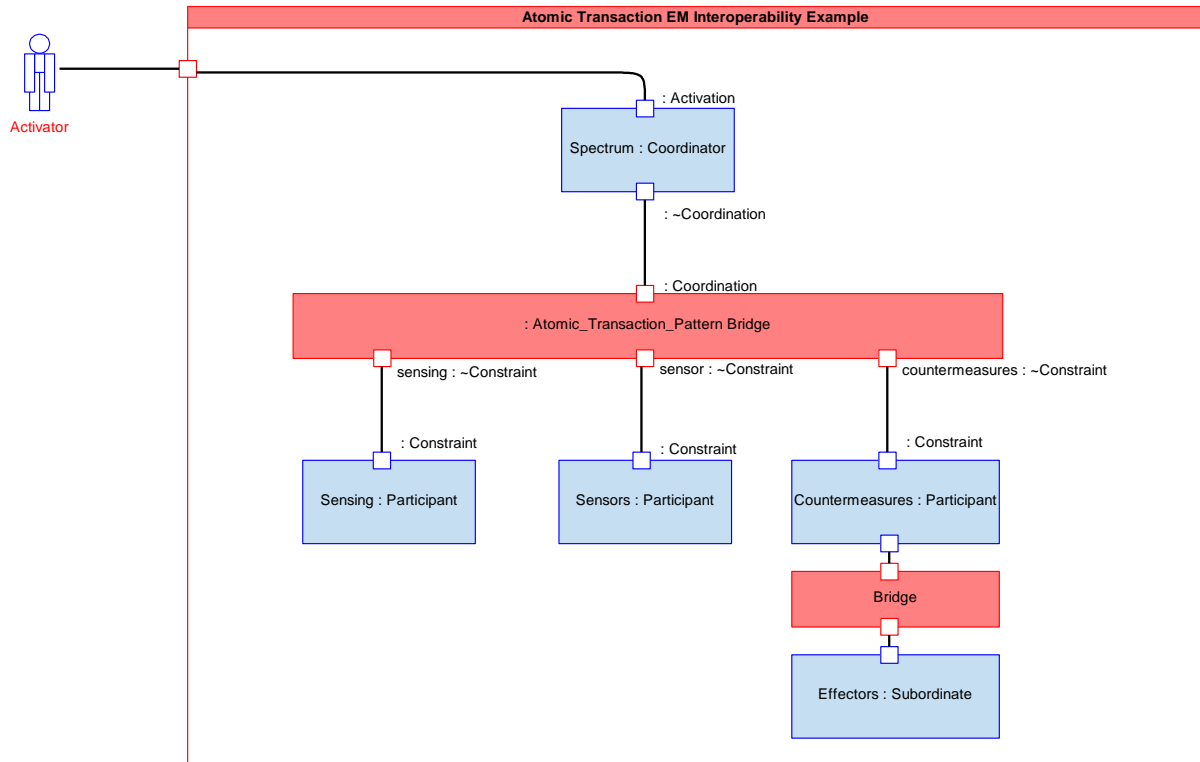 Atomic Transaction EM Interoperability Example
Activator
: Activation
Spectrum : Coordinator
: ~Coordination
: Coordination
: Atomic_Transaction_Pattern Bridge
sensing : ~Constraint
sensor : ~Constraint
countermeasures : ~Constraint
: Constraint
: Constraint
: Constraint
Sensing : Participant
Sensors : Participant
Countermeasures : Participant
Bridge
Effectors : Subordinate